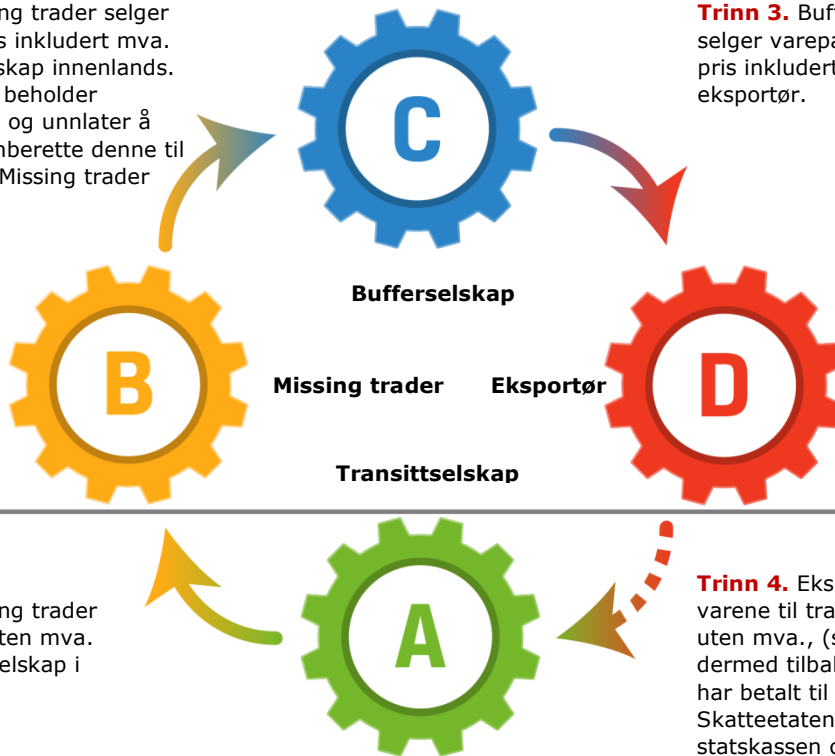 ng trader selger
inkludert mva.
skap innenlands.
beholder
og unnlater å
nberette denne til
Missing trader
C
Trinn 3. Buf
selger varepa
pris inkludert
eksportør.
Bufferselskap
B
Missing trader
Eksportør
D
Transittselskap
ng trader
ten mva.
elskap i
A
Trinn 4. Eks
varene til tra
uten mva., (s
dermed tilbal
har betalt til
Skatteetaten
statskassen